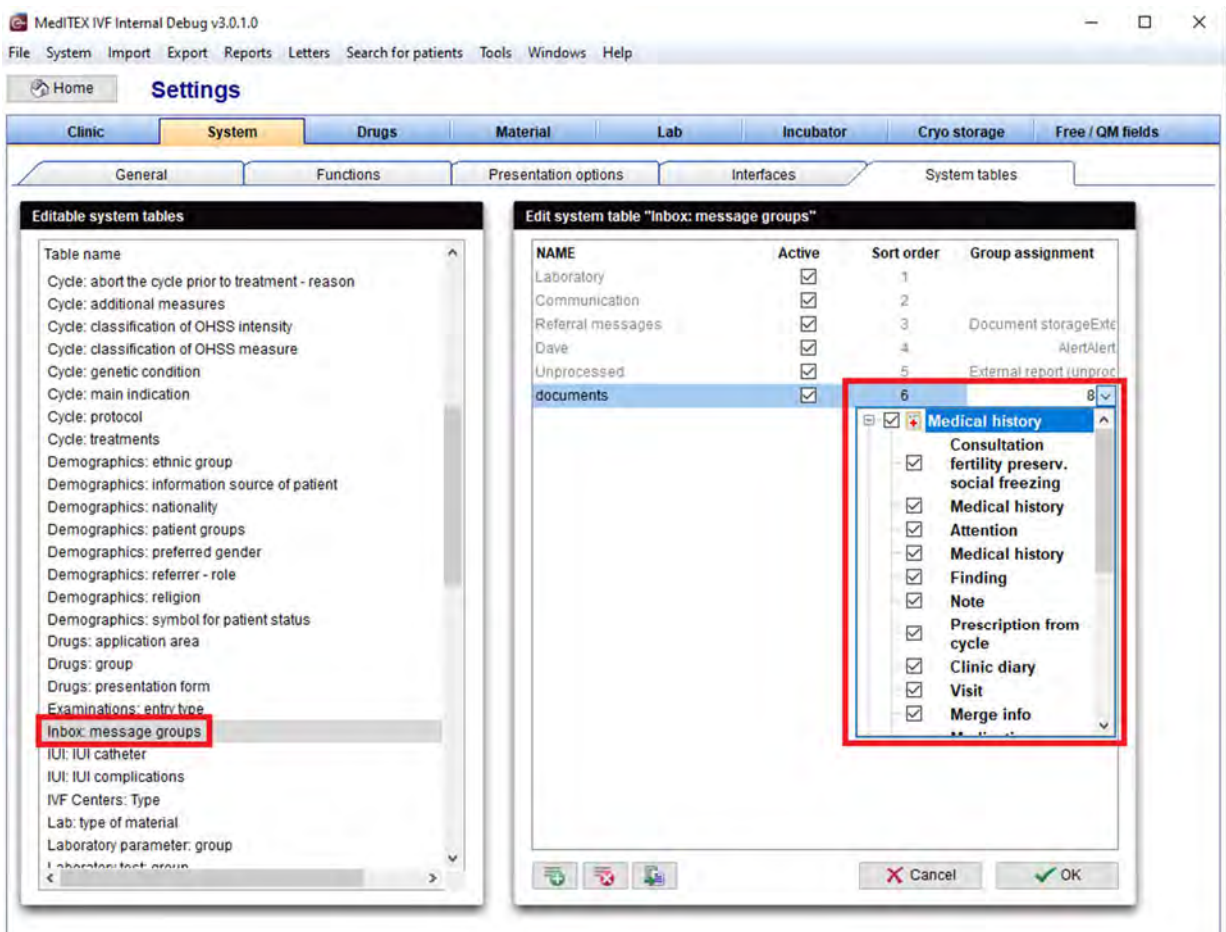 MedITEX IVF Internal Debug v3.0.1.0
File System Import Export Reports Letters Search for patients Tools Windows Help
Home Settings
Clinic System Drugs Material Lab Incubator Cryo storage Free / QM fields
General Functions Presentation options Interfaces System tables
Editable system tables
Table name
Cycle: abort the cycle prior to treatment - reason
Cycle: additional measures
Cycle: classification of OHSS intensity
Cycle: classification of OHSS measure
Cycle: genetic condition
Cycle: main indication
Cycle: protocol
Cycle: treatments
Demographics: ethnic group
Demographics: information source of patient
Demographics: nationality
Demographics: patient groups
Demographics: preferred gender
Demographics: referrer - role
Demographics: religion
Demographics: symbol for patient status
Drugs: application area
Drugs: group
Drugs: presentation form
Examinations: entry type
Inbox: message groups
IUI: IUI catheter
IUI: IUI complications
IVF Centers: Type
Lab: type of material
Laboratory parameter: group
Laboratory test: group
Edit system table "Inbox: message groups"
NAME Active Sort order Group assignment
Laboratory 1
Communication 2
Referral messages 3 Document storageExte
Dave 4 AlertAlert
Unprocessed 5 External report (unproc
documents 6 8
Medical history
Consultation
fertility preserv.
social freezing
Medical history
Attention
Medical history
Finding
Note
Prescription from
cycle
Clinic diary
Visit
Merge info
Cancel OK